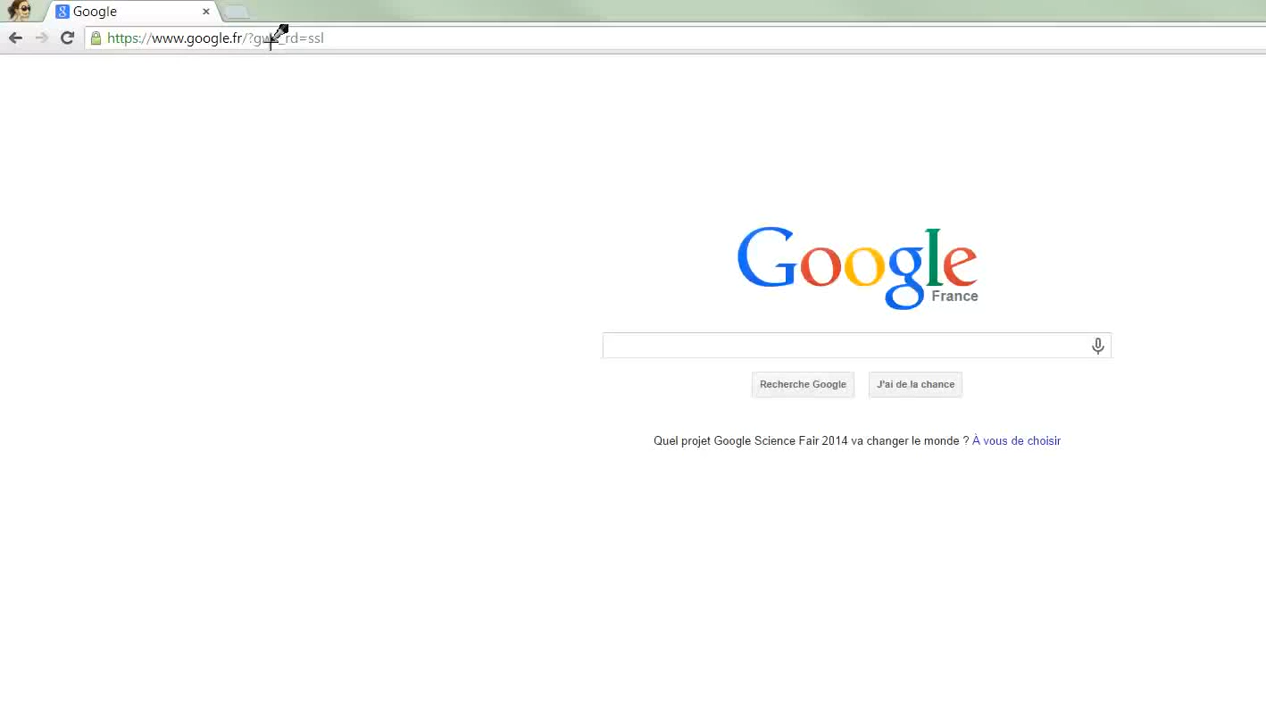 Google
https://www.google.fr/?gws_rd=ssl
Google
France
Recherche Google
J'ai de la chance
Quel projet Google Science Fair 2014 va changer le monde ? À vous de choisir